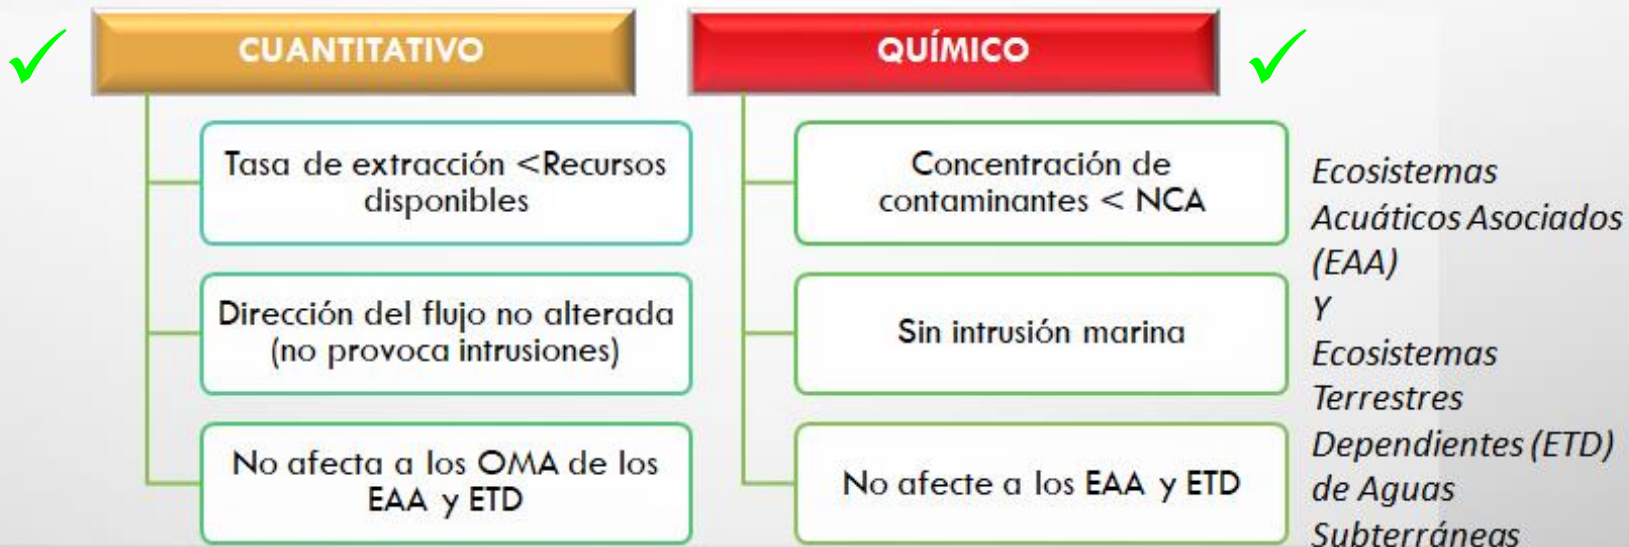 CUANTITATIVO
Tasa de extracción <Recursos
disponibles
Dirección del flujo no alterada
(no provoca intrusiones)
No afecta a los OMA de los
EAA y ETD
QUÍMICO
Concentración de
contaminantes < NCA
Sin intrusión marina
No afecte a los EAA y ETD
Ecosistemas
Acuáticos Asociados
(EAA)
Y
Ecosistemas
Terrestres
Dependientes (ETD)
de Aguas
Subterráneas